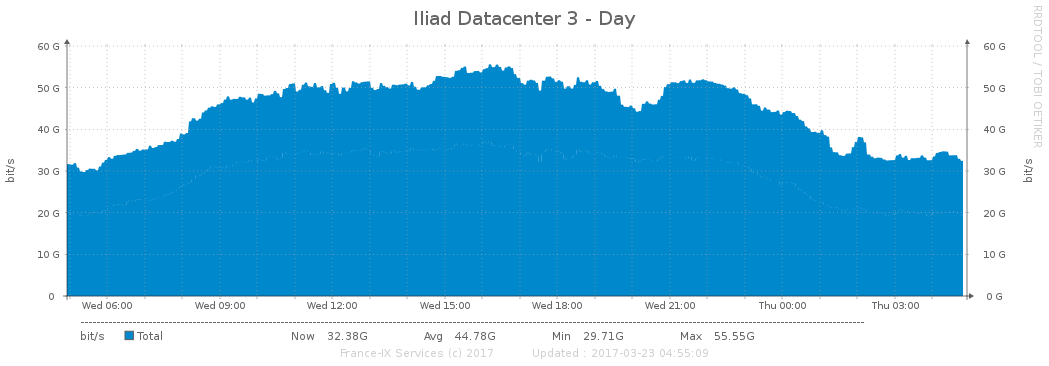 Iliad Datacenter 3 - Day
RRDTOOL / TOBI OETIKER
60 G 60 G
50 G 50 G
40 G 40 G
30 G 30 G
20 G 20 G
10 G 10 G
0 0 G
bit/s
bit/s
Wed 06:00 Wed 09:00 Wed 12:00 Wed 15:00 Wed 18:00 Wed 21:00 Thu 00:00 Thu 03:00
bit/s Total Now 32.38G Avg 44.78G Min 29.71G Max 55.55G
France-IX Services (c) 2017 Updated : 2017-03-23 04:55:09